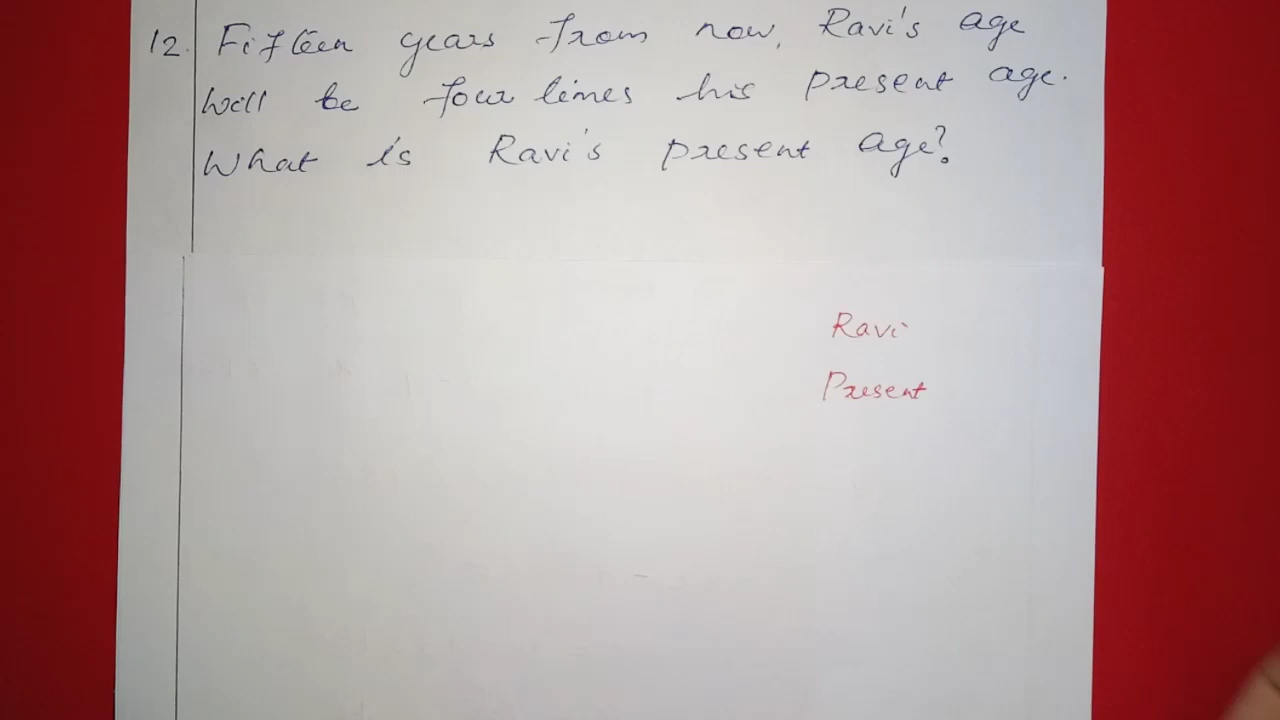 12. Fifteen years from now, Ravi's age
will be four times his present age.
What is Ravi's present age?
Ravi
Present